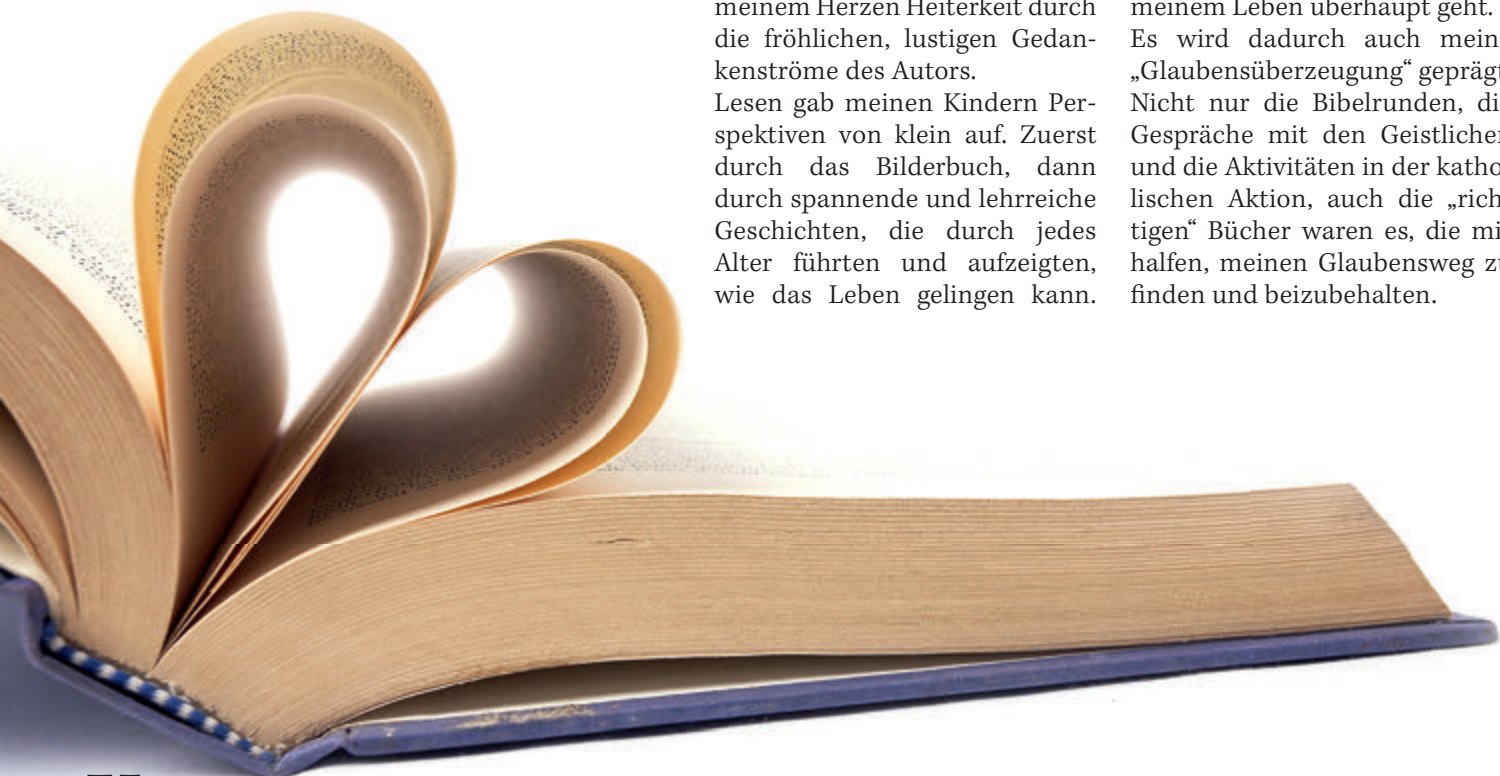 meinem Herzen Heiterkeit durch
die fröhlichen, lustigen Gedan-
kenströme des Autors.
Lesen gab meinen Kindern Per-
spektiven von klein auf. Zuerst
durch das Bilderbuch, dann
durch spannende und lehrreiche
Geschichten, die durch jedes
Alter führten und aufzeigten,
wie das Leben gelingen kann.
meinem Leben überhaupt geht.
Es wird dadurch auch mein
„Glaubensüberzeugung“ geprägt
Nicht nur die Bibelrunden, di
Gespräche mit den Geistlichen
und die Aktivitäten in der katho
lischen Aktion, auch die „rich
tigen“ Bücher waren es, die mi
halfen, meinen Glaubensweg zu
finden und beizubehalten.